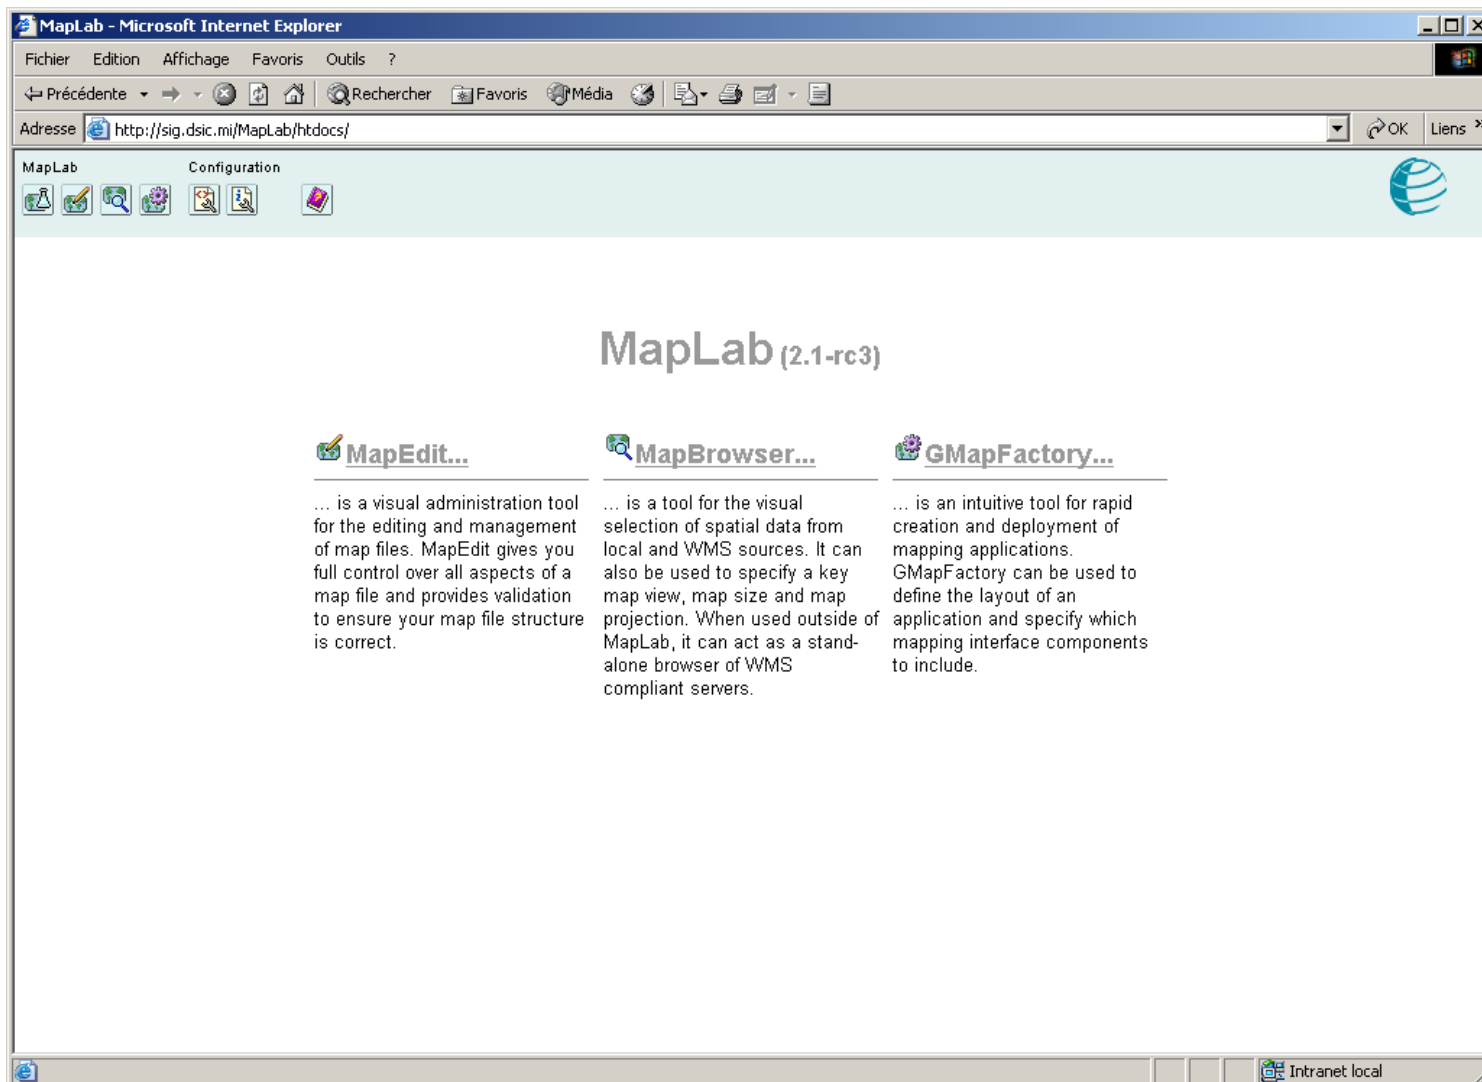 MapLab - Microsoft Internet Explorer
Fichier Edition Affichage Favoris Outils ?
Précédente Rechercher Favoris Média
Adresse http://sig.dsic.mi/MapLab/htdocs/ OK Liens »
MapLab Configuration
MapLab (2.1-rc3)
MapEdit...
... is a visual administration tool
for the editing and management
of map files. MapEdit gives you
full control over all aspects of a
map file and provides validation
to ensure your map file structure
is correct.
MapBrowser...
... is a tool for the visual
selection of spatial data from
local and WMS sources. It can
also be used to specify a key
map view, map size and map
projection. When used outside of
MapLab, it can act as a stand-
alone browser of WMS
compliant servers.
GMapFactory...
... is an intuitive tool for rapid
creation and deployment of
mapping applications.
GMapFactory can be used to
define the layout of an
application and specify which
mapping interface components
to include.
Intranet local